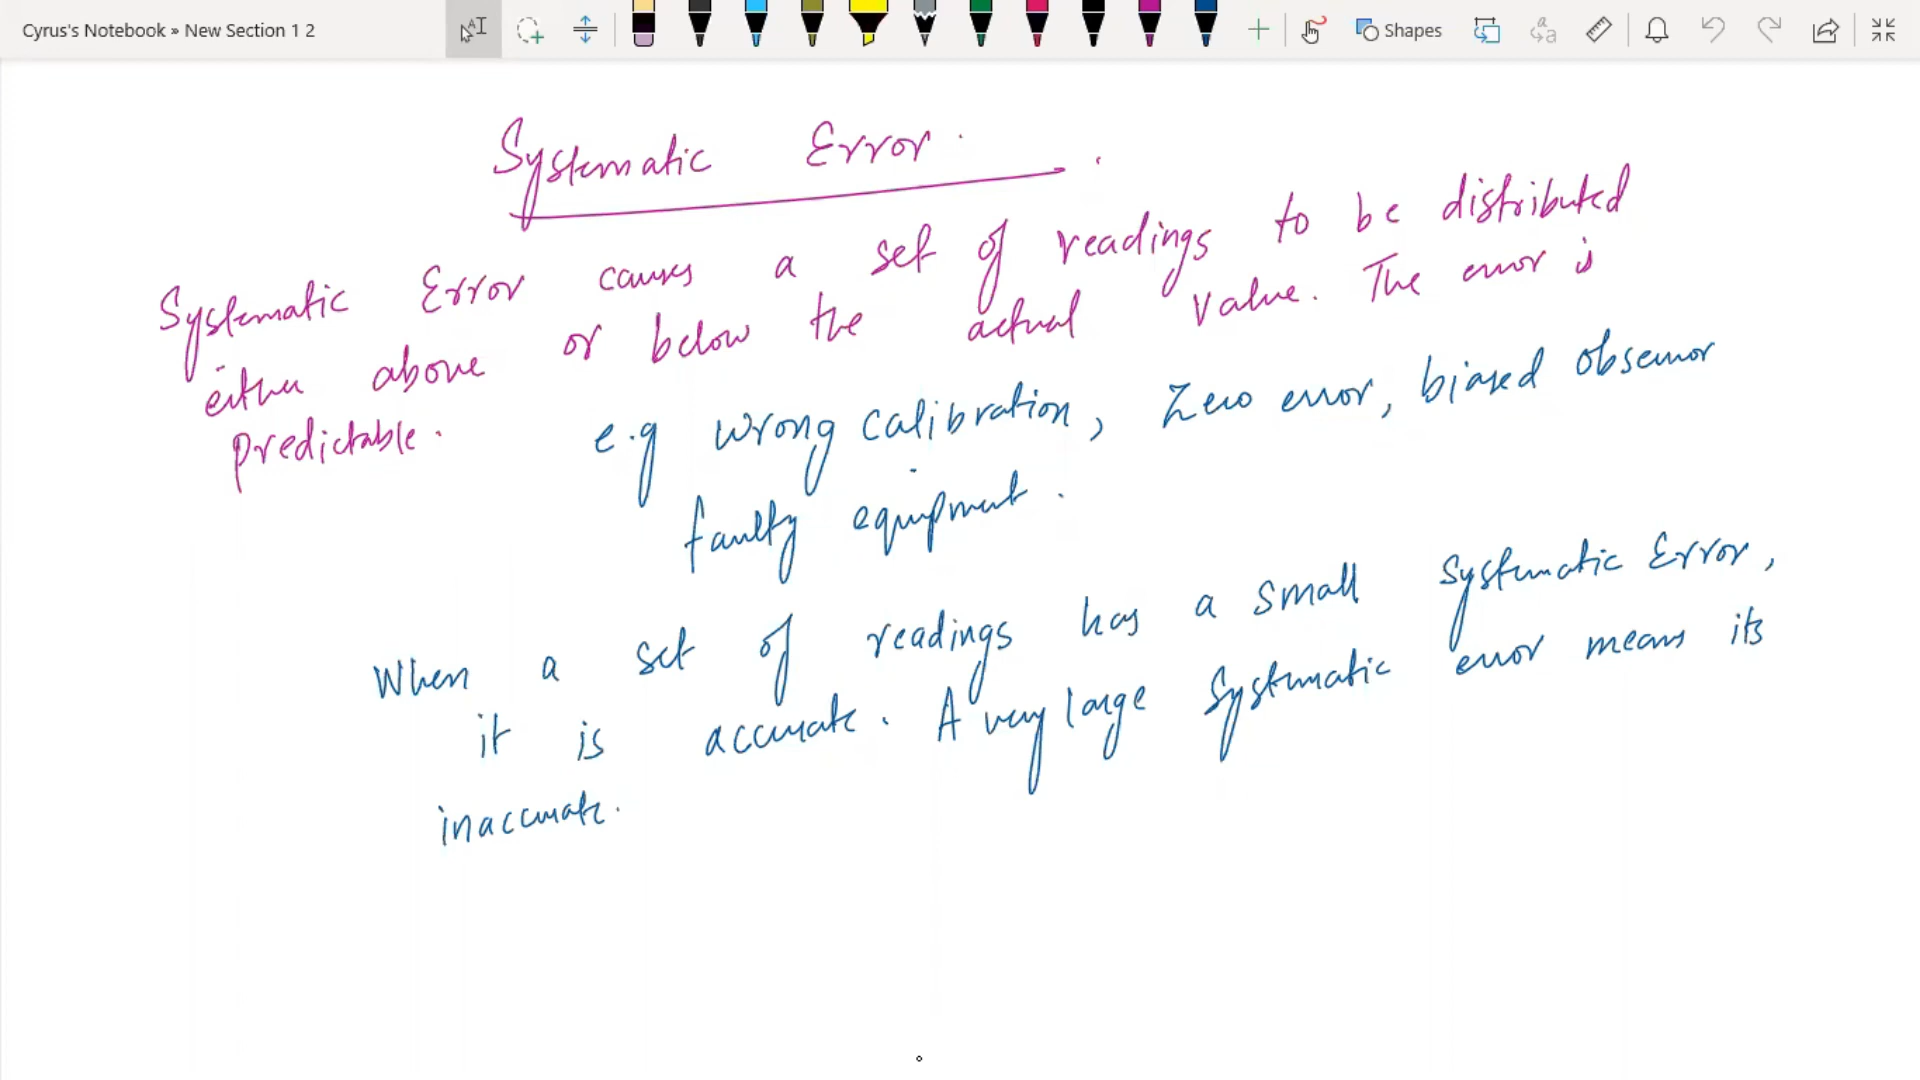 Cyrus's Notebook » New Section 1 2
Shapes
Systematic Error.
Systematic Error causes a set of readings to be distributed
either above or below the actual value. The error is
predictable.
e.g wrong calibration, Zero error, biased observor
faulty equipment.
When a set of readings has a small systematic Error,
it is accurate. A very large systematic error means its
inaccurate.